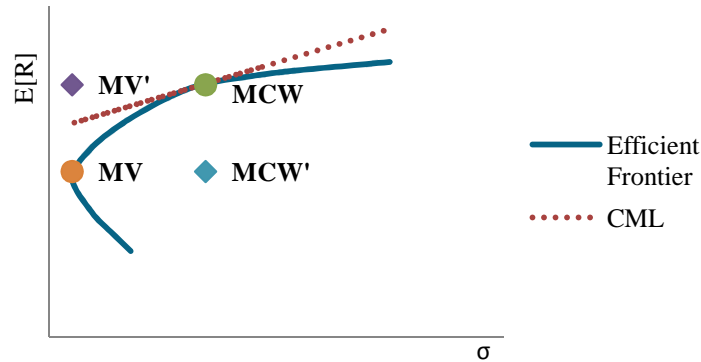 E[R]
MV'
MCW
MV
MCW'
Efficient
Frontier
CML
σ